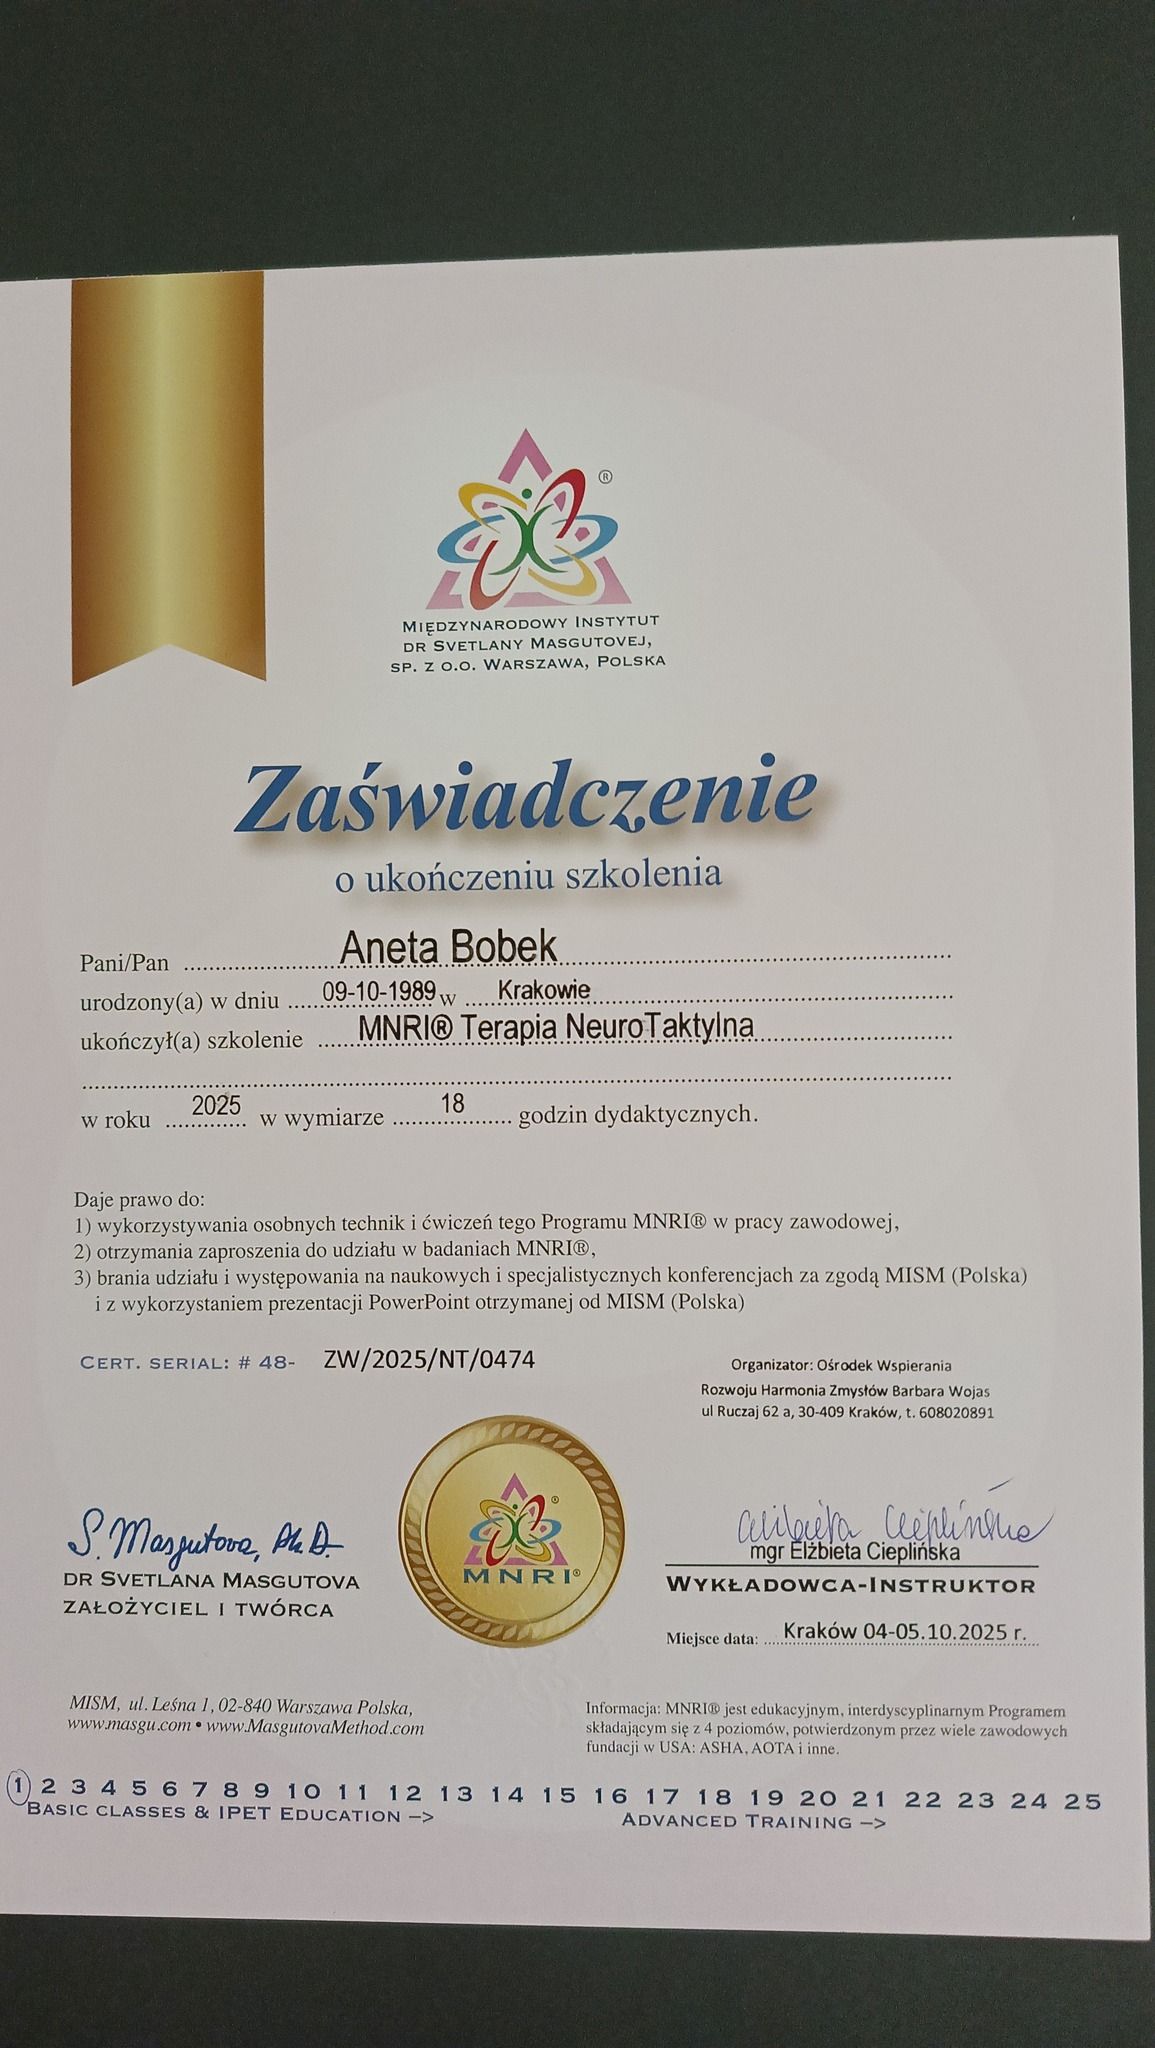 ®
Międzynarodowy Instytut
dr Svetlany Masgutovej,
sp. z o.o. Warszawa, Polska
Zaświadczenie
o ukończeniu szkolenia
Pani/Pan Aneta Bobek
urodzony(a) w dniu 09-10-1989 w Krakowie
ukończył(a) szkolenie MNRI® Terapia NeuroTaktylna
w roku 2025 w wymiarze 18 godzin dydaktycznych.
Daje prawo do:
1) wykorzystywania osobnych technik i ćwiczeń tego Programu MNRI® w pracy zawodowej,
2) otrzymania zaproszenia do udziału w badaniach MNRI®,
3) brania udziału i występowania na naukowych i specjalistycznych konferencjach za zgodą MISM (Polska)
i z wykorzystaniem prezentacji PowerPoint otrzymanej od MISM (Polska)
Cert. serial: # 48- ZW/2025/NT/0474
Organizator: Ośrodek Wspierania
Rozwoju Harmonia Zmysłów Barbara Wojas
ul Ruczaj 62 a, 30-409 Kraków, t. 608020891
®
MNRI®
S. Masgutova, Ph.D.
dr Svetlana Masgutova
założyciel i twórca
Elżbieta Cieplińska
mgr Elżbieta Cieplińska
Wykładowca-Instruktor
Miejsce data: Kraków 04-05.10.2025 r.
MISM, ul. Leśna 1, 02-840 Warszawa Polska,
www.masgu.com • www.MasgutovaMethod.com
Informacja: MNRI® jest edukacyjnym, interdyscyplinarnym Programem
składającym się z 4 poziomów, potwierdzonym przez wiele zawodowych
fundacji w USA: ASHA, AOTA i inne.
1 2 3 4 5 6 7 8 9 10 11 12 13 14 15 16 17 18 19 20 21 22 23 24 25
Basic classes & IPET Education –>
Advanced Training –>